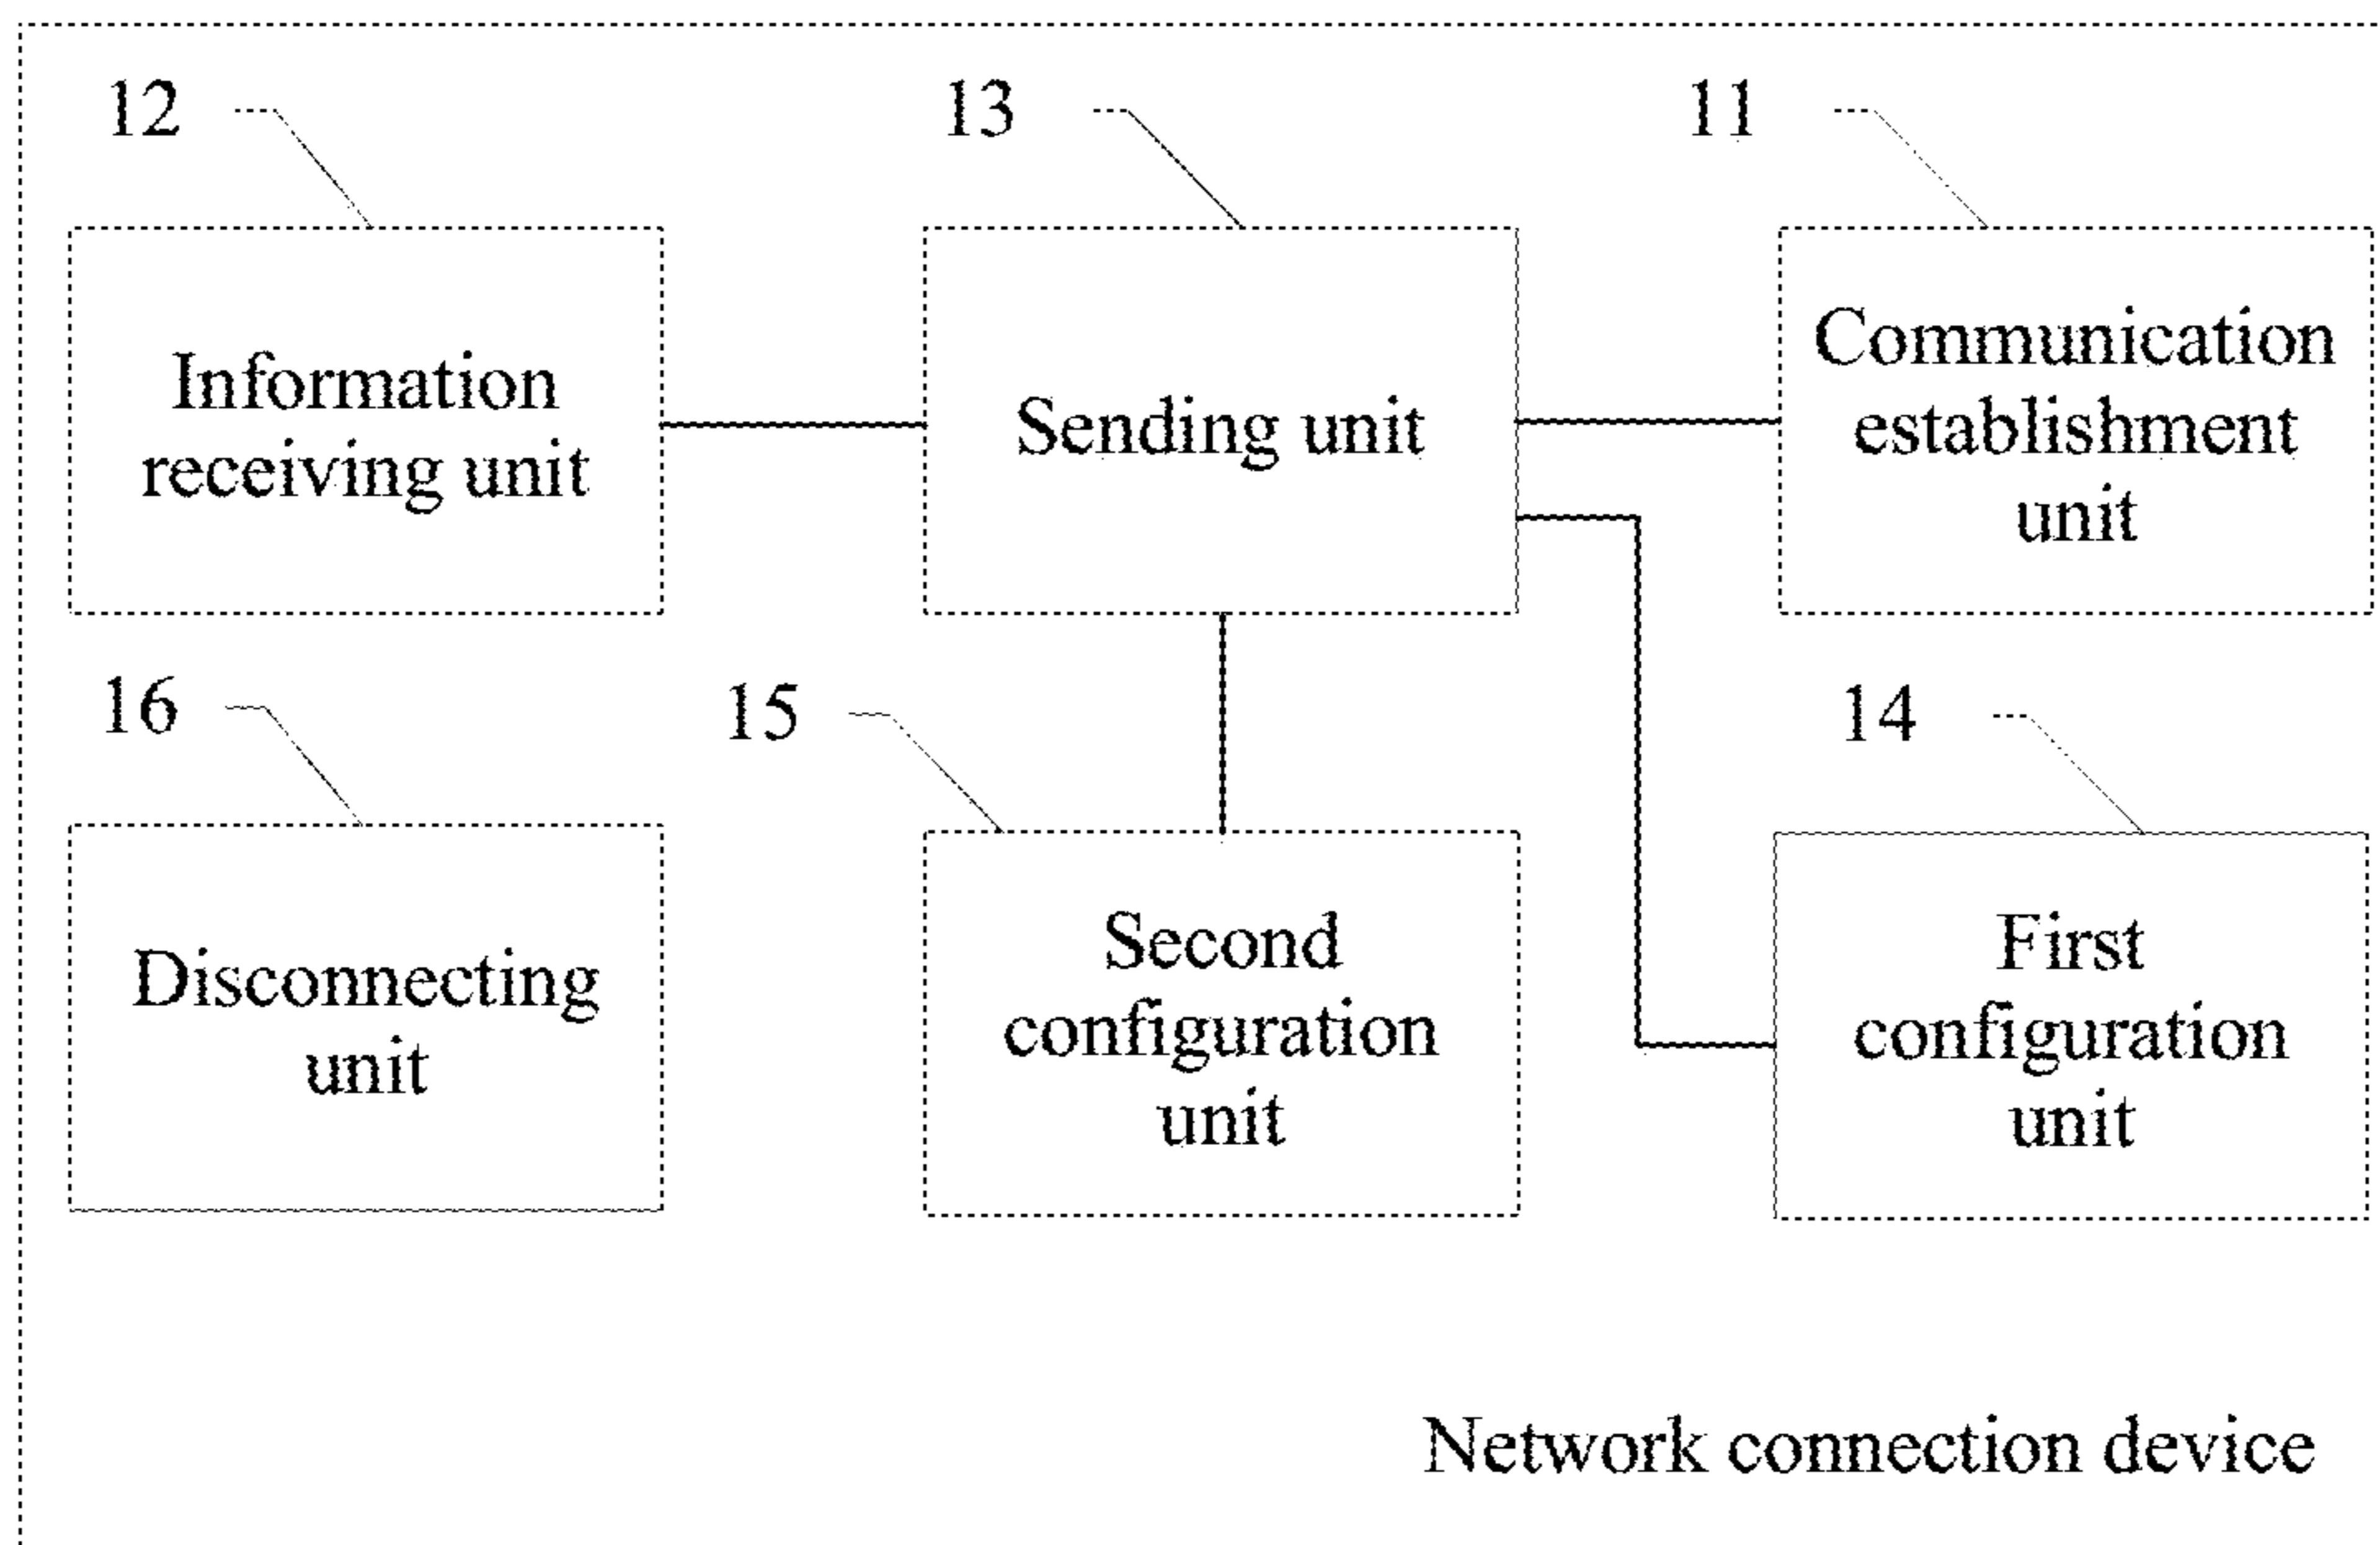 12
13
11
Information
receiving unit
Sending unit
Communication
establishment
unit
16
15
14
Disconnecting
unit
Second
configuration
unit
First
configuration
unit
Network connection device